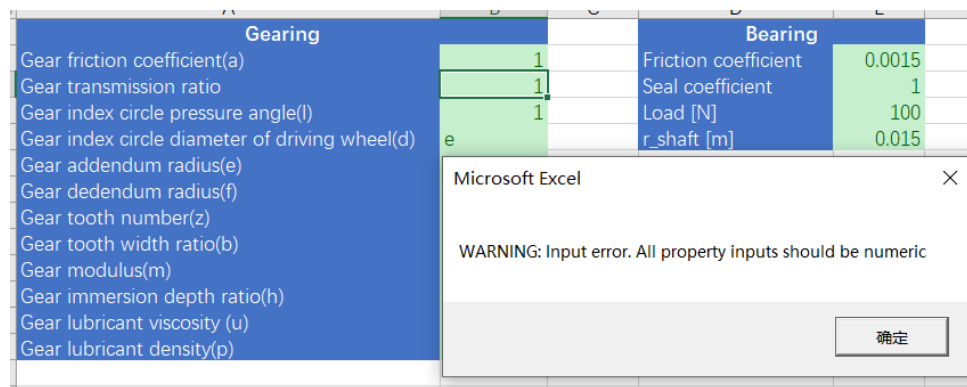 Gearing
Gear friction coefficient(a) 1
Gear transmission ratio 1
Gear index circle pressure angle(l) 1
Gear index circle diameter of driving wheel(d) e
Gear addendum radius(e)
Gear dedendum radius(f)
Gear tooth number(z)
Gear tooth width ratio(b)
Gear modulus(m)
Gear immersion depth ratio(h)
Gear lubricant viscosity (u)
Gear lubricant density(p)
Bearing
Friction coefficient 0.0015
Seal coefficient 1
Load [N] 100
r_shaft [m] 0.015
Microsoft Excel
WARNING: Input error. All property inputs should be numeric
确定